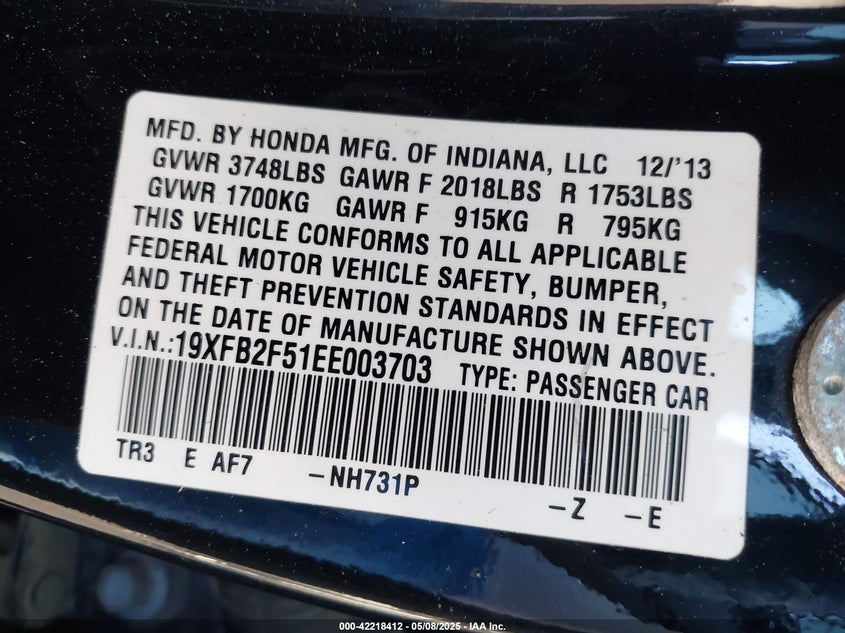 MFD. BY HONDA MFG. OF INDIANA, LLC 12/'13
GVWR 3748LBS GAWR F 2018LBS R 1753LBS
GVWR 1700KG GAWR F 915KG R 795KG
THIS VEHICLE CONFORMS TO ALL APPLICABLE
FEDERAL MOTOR VEHICLE SAFETY, BUMPER,
AND THEFT PREVENTION STANDARDS IN EFFECT
ON THE DATE OF MANUFACTURE SHOWN ABOVE.
V.I.N.:19XFB2F51EE003703 TYPE: PASSENGER CAR
TR3 E AF7 –NH731P –Z –E
000-42218412 | 05/08/2025 – IAA Inc.